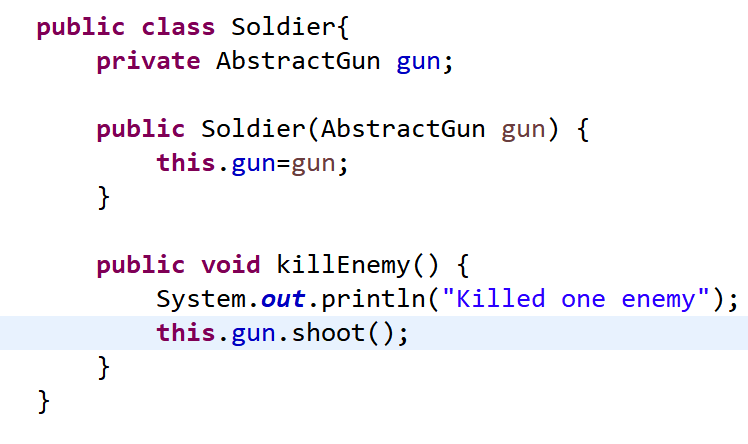 public class Soldier{
    private AbstractGun gun;

    public Soldier(AbstractGun gun) {
        this.gun=gun;
    }

    public void killEnemy() {
        System.out.println("Killed one enemy");
        this.gun.shoot();
    }
}